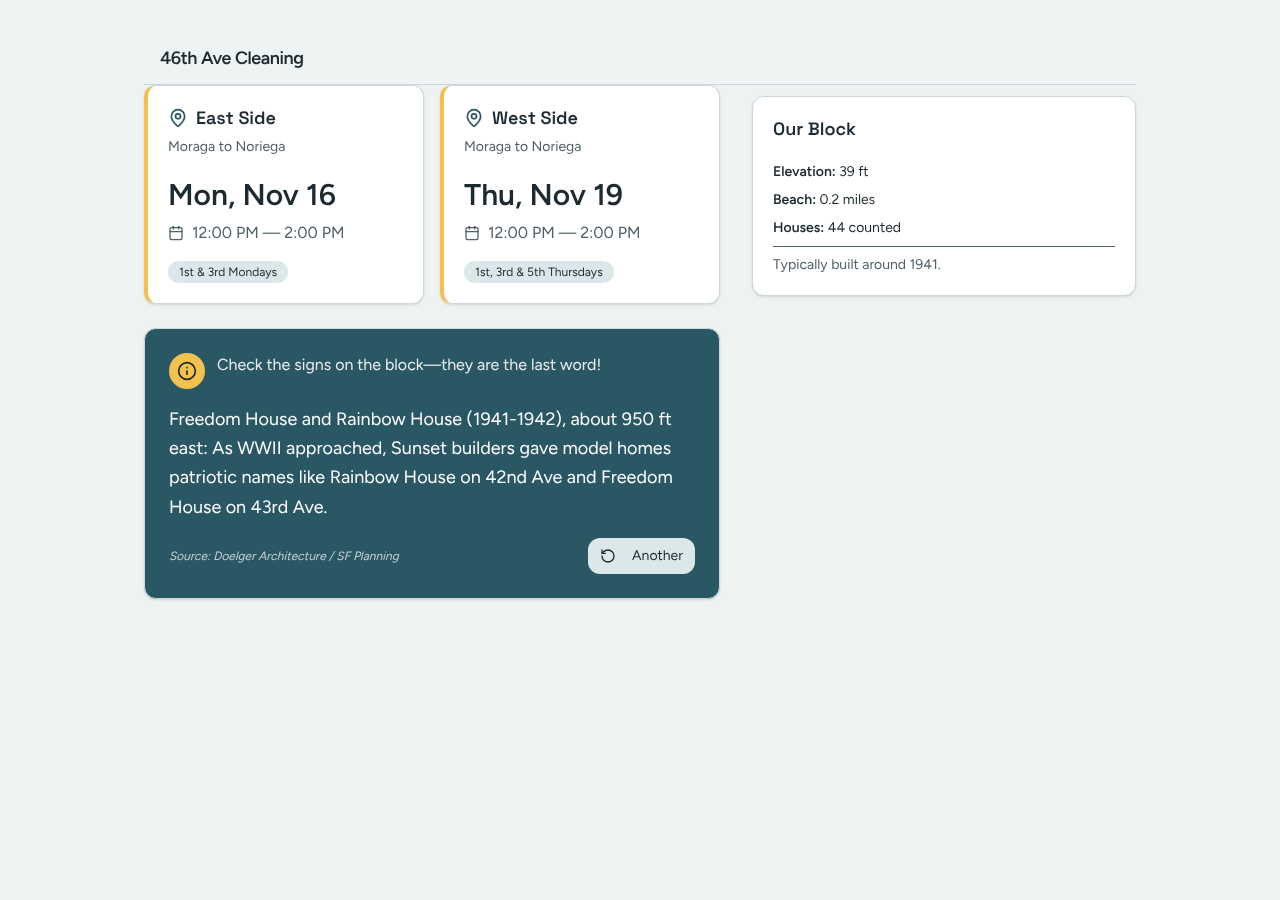 46th Ave Cleaning
East Side
Moraga to Noriega
Mon, Nov 16
12:00 PM — 2:00 PM
1st & 3rd Mondays
West Side
Moraga to Noriega
Thu, Nov 19
12:00 PM — 2:00 PM
1st, 3rd & 5th Thursdays
Our Block
Elevation: 39 ft
Beach: 0.2 miles
Houses: 44 counted
Typically built around 1941.
Check the signs on the block—they are the last word!
Freedom House and Rainbow House (1941-1942), about 950 ft
east: As WWII approached, Sunset builders gave model homes
patriotic names like Rainbow House on 42nd Ave and Freedom
House on 43rd Ave.
Source: Doelger Architecture / SF Planning
Another